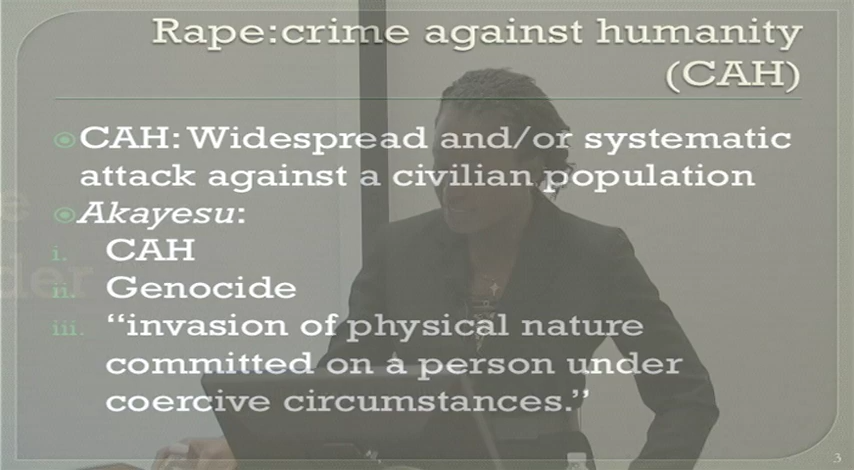 Rape:crime against humanity
(CAH)
CAH: Widespread and/or systematic
attack against a civilian population
Akayesu:
i. CAH
ii. Genocide
iii. “invasion of physical nature
committed on a person under
coercive circumstances.”
3